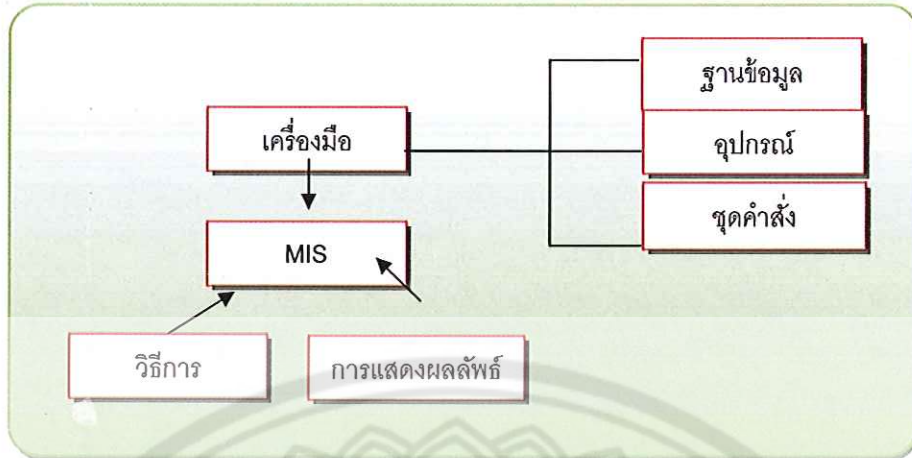 ฐานข้อมูล
เครื่องมือ
อุปกรณ์
ชุดคำสั่ง
MIS
วิธีการ
การแสดงผลลัพธ์